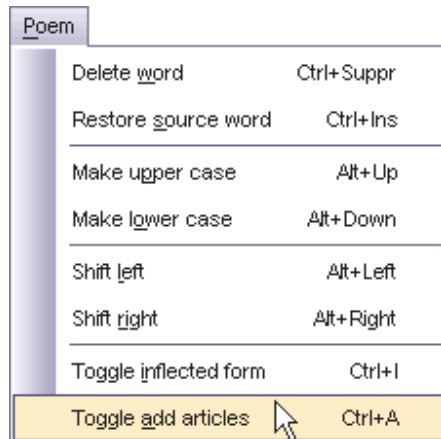 Poem
Delete word Ctrl+Suppr
Restore source word Ctrl+Ins
Make upper case Alt+Up
Make lower case Alt+Down
Shift left Alt+Left
Shift right Alt+Right
Toggle inflected form Ctrl+I
Toggle add articles Ctrl+A